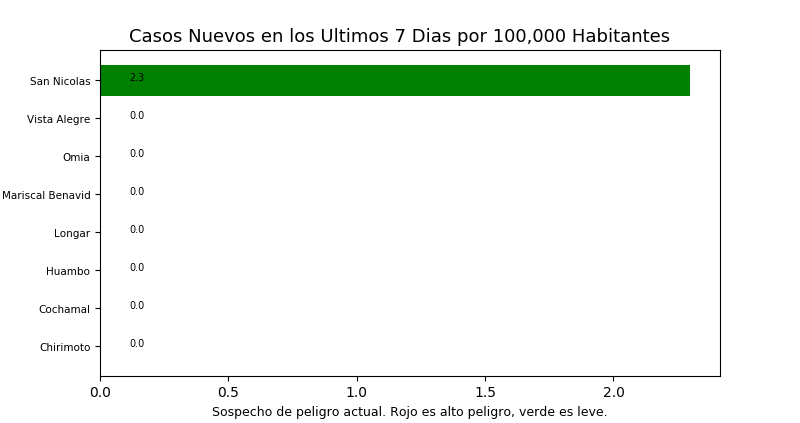 Casos Nuevos en los Ultimos 7 Dias por 100,000 Habitantes
San Nicolas 2.3
Vista Alegre 0.0
Omia 0.0
Mariscal Benavid 0.0
Longar 0.0
Huambo 0.0
Cochamal 0.0
Chirimoto 0.0
0.0 0.5 1.0 1.5 2.0
Sospecho de peligro actual. Rojo es alto peligro, verde es leve.